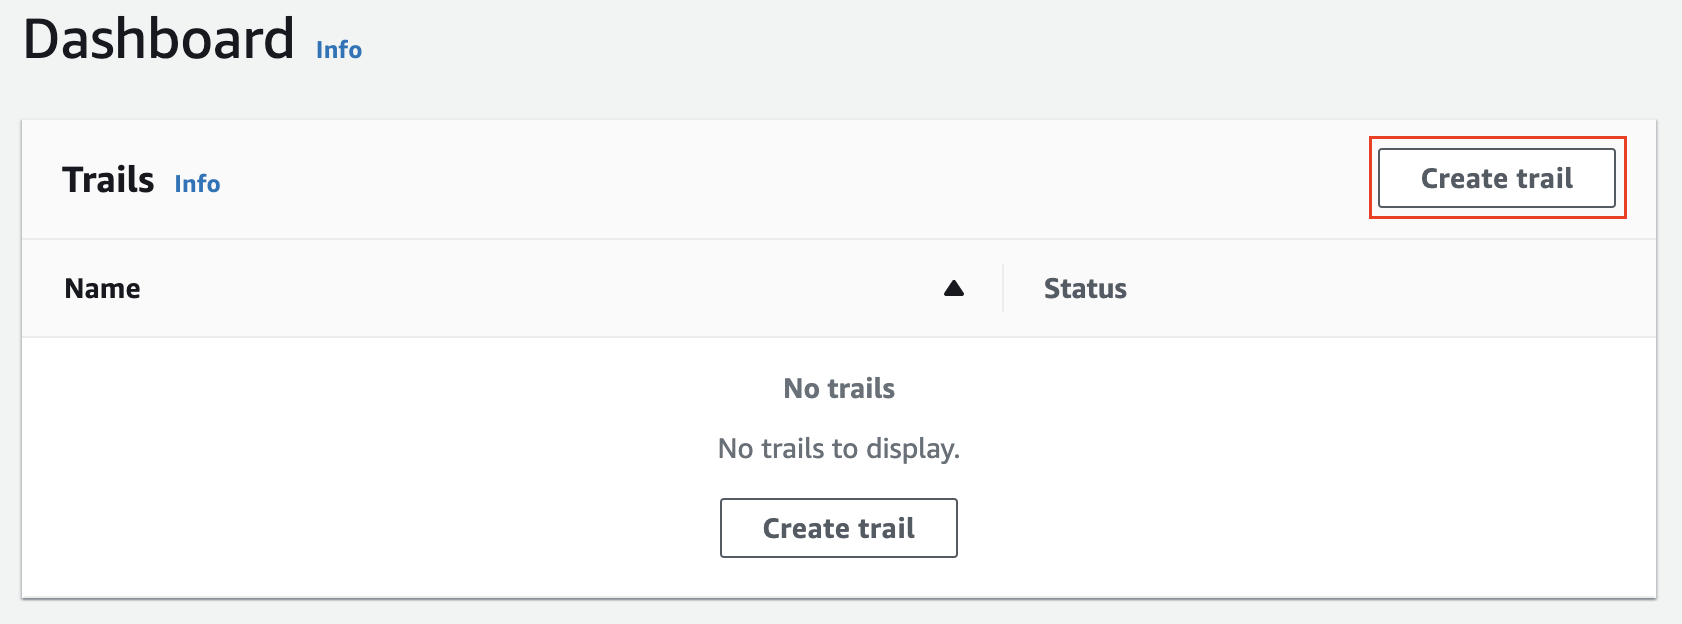 Dashboard Info
Trails Info
Create trail
Name
Status
No trails
No trails to display.
Create trail